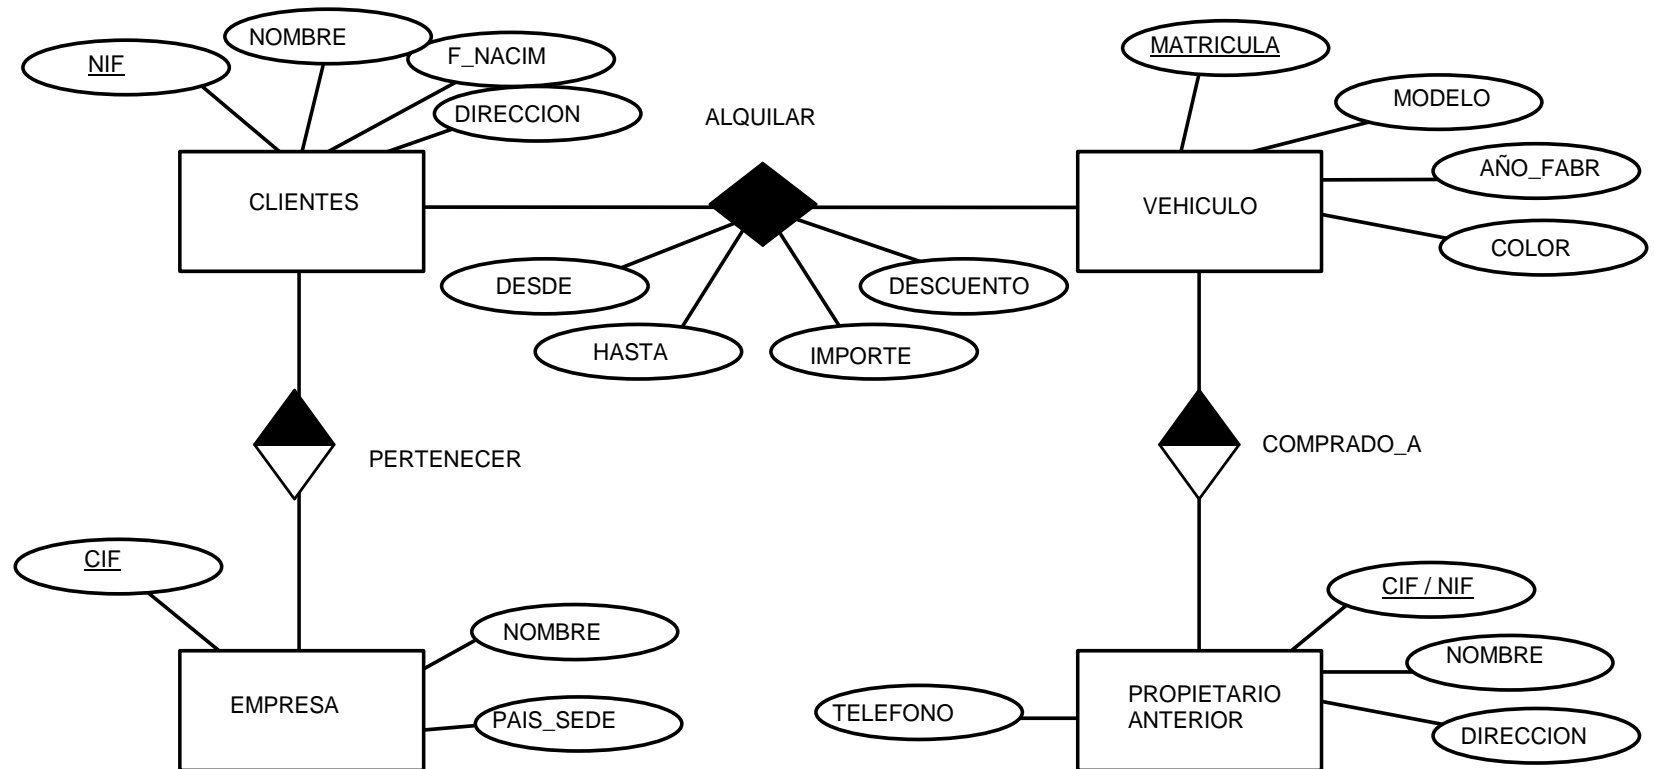 NIF
NOMBRE
F_NACIM
DIRECCION
ALQUILAR
MATRICULA
MODELO
AÑO_FABR
COLOR
CLIENTES
VEHICULO
DESDE
HASTA
IMPORTE
DESCUENTO
PERTENECER
COMPRADO_A
CIF
NOMBRE
PAIS_SEDE
EMPRESA
TELEFONO
PROPIETARIO
ANTERIOR
CIF / NIF
NOMBRE
DIRECCION